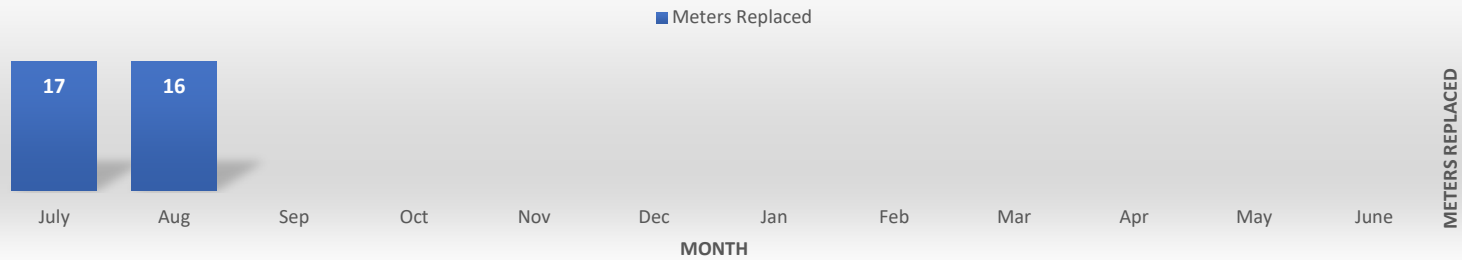 Meters Replaced
17 16
July Aug Sep Oct Nov Dec Jan Feb Mar Apr May June
MONTH
METERS REPLACED